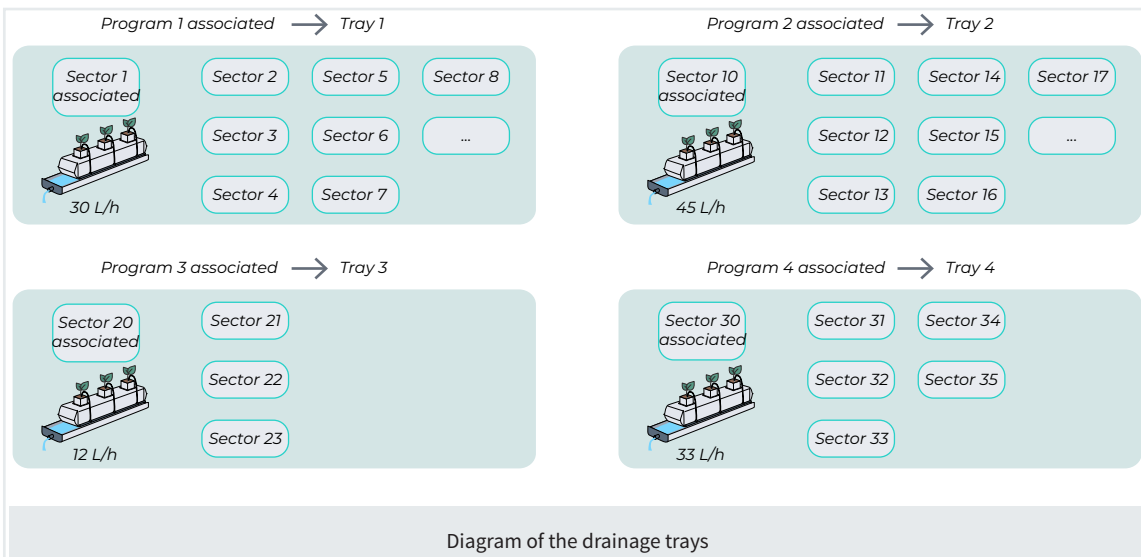 Program 1 associated Tray 1
Sector 1
associated
Sector 2
Sector 5
Sector 8
Sector 3
Sector 6
...
Sector 4
Sector 7
30 L/h
Program 2 associated Tray 2
Sector 10
associated
Sector 11
Sector 14
Sector 17
Sector 12
Sector 15
...
Sector 13
Sector 16
45 L/h
Program 3 associated Tray 3
Sector 20
associated
Sector 21
Sector 22
Sector 23
12 L/h
Program 4 associated Tray 4
Sector 30
associated
Sector 31
Sector 34
Sector 32
Sector 35
Sector 33
33 L/h
Diagram of the drainage trays